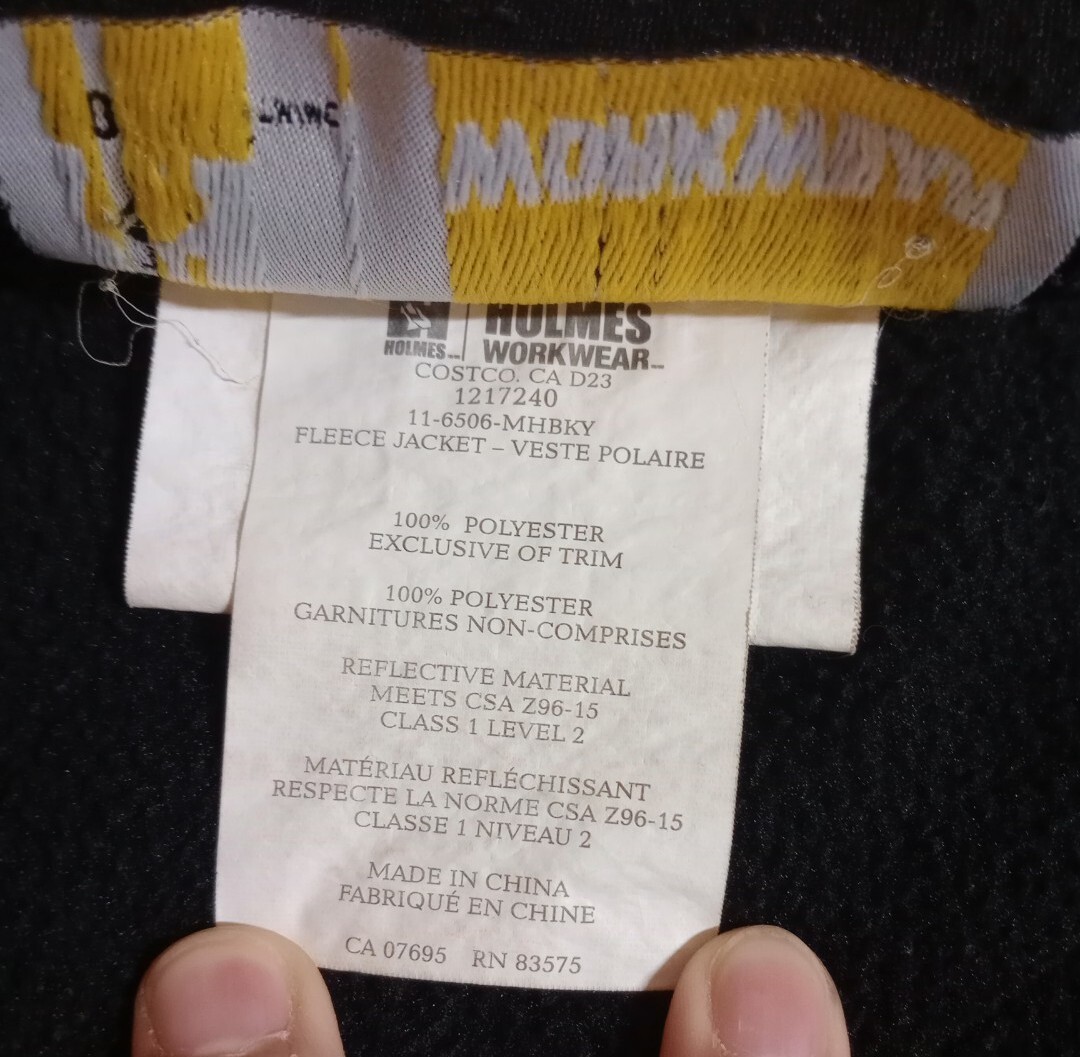 HOLMES
HOLMES
WORKWEAR
COSTCO. CA D23
1217240
11-6506-MHBKY
FLEECE JACKET – VESTE POLAIRE
100% POLYESTER
EXCLUSIVE OF TRIM
100% POLYESTER
GARNITURES NON-COMPRISES
REFLECTIVE MATERIAL
MEETS CSA Z96-15
CLASS 1 LEVEL 2
MATÉRIAU REFLÉCHISSANT
RESPECTE LA NORME CSA Z96-15
CLASSE 1 NIVEAU 2
MADE IN CHINA
FABRIQUÉ EN CHINE
CA 07695 RN 83575